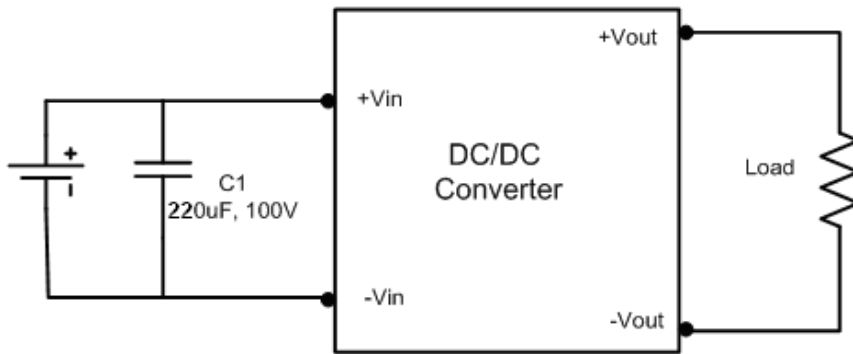 +Vout
+Vin
+
DC/DC
Converter
Load
C1
220uF, 100V
-Vin
-Vout